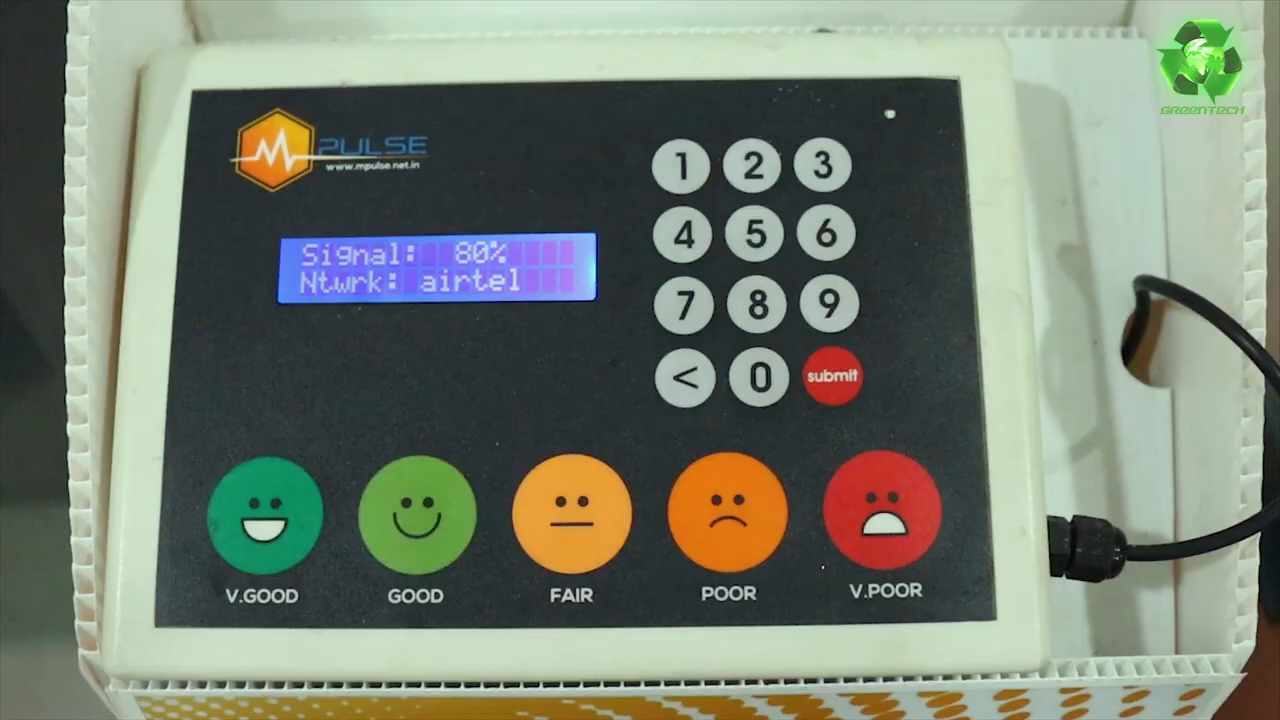 GREENTECH
MPULSE
www.mpulse.net.in
Signal: 80%
Ntwrk: airtel
1 2 3
4 5 6
7 8 9
< 0 submit
V.GOOD GOOD FAIR POOR V.POOR